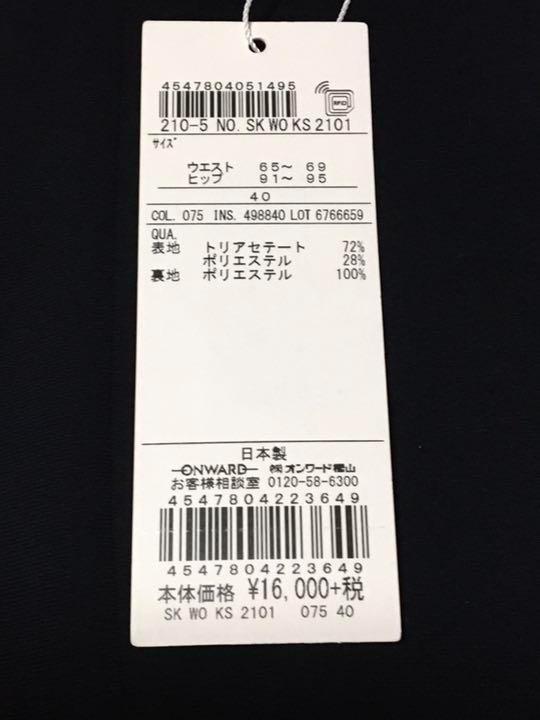 4547804051495
RFID
210-5 NO. SK WO KS 2101
サイズ
ウエスト 65〜 69
ヒップ 91〜 95
40
COL. 075 INS. 498840 LOT 6766659
QUA.
表地 トリアセテート 72%
ポリエステル 28%
裏地 ポリエステル 100%
日本製
ONWARD ㈱オンワード樫山
お客様相談室 0120-58-6300
4547804223649
4547804223649
本体価格 ¥16,000+税
SK WO KS 2101 075 40